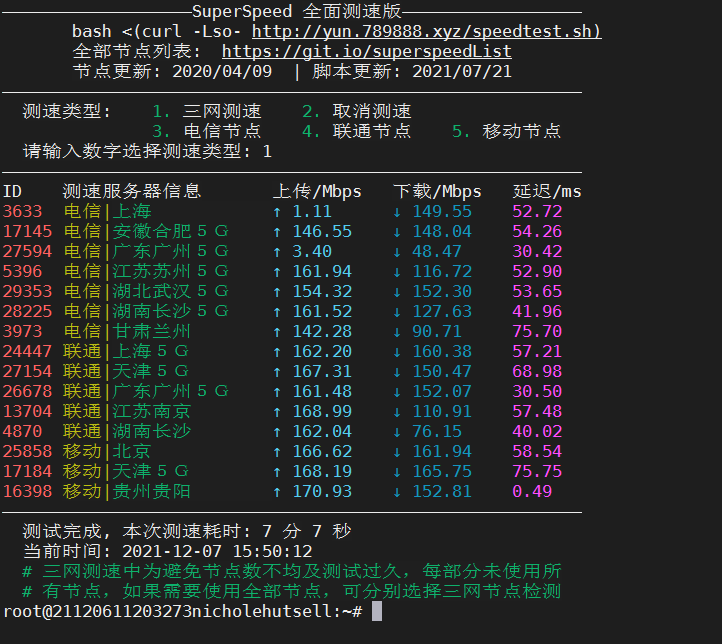 SuperSpeed 全面测速版
bash <(curl -Lso- http://yun.789888.xyz/speedtest.sh)
全部节点列表: https://git.io/superspeedList
节点更新: 2020/04/09 | 脚本更新: 2021/07/21
测速类型: 1. 三网测速 2. 取消测速
3. 电信节点 4. 联通节点 5. 移动节点
请输入数字选择测速类型: 1
ID 测速服务器信息 上传/Mbps 下载/Mbps 延迟/ms
3633 电信|上海 ↑ 1.11 ↓ 149.55 52.72
17145 电信|安徽合肥5G ↑ 146.55 ↓ 148.04 54.26
27594 电信|广东广州5G ↑ 3.40 ↓ 48.47 30.42
5396 电信|江苏苏州5G ↑ 161.94 ↓ 116.72 52.90
29353 电信|湖北武汉5G ↑ 154.32 ↓ 152.30 53.65
28225 电信|湖南长沙5G ↑ 161.52 ↓ 127.63 41.96
3973 电信|甘肃兰州 ↑ 142.28 ↓ 90.71 75.70
24447 联通|上海5G ↑ 162.20 ↓ 160.38 57.21
27154 联通|天津5G ↑ 167.31 ↓ 150.47 68.98
26678 联通|广东广州5G ↑ 161.48 ↓ 152.07 30.50
13704 联通|江苏南京 ↑ 168.99 ↓ 110.91 57.48
4870 联通|湖南长沙 ↑ 162.04 ↓ 76.15 40.02
25858 移动|北京 ↑ 166.62 ↓ 161.94 58.54
17184 移动|天津5G ↑ 168.19 ↓ 165.75 75.75
16398 移动|贵州贵阳 ↑ 170.93 ↓ 152.81 0.49
测试完成, 本次测速耗时: 7 分 7 秒
当前时间: 2021-12-07 15:50:12
# 三网测速中为避免节点数不均及测试过久，每部分未使用所
# 有节点，如果需要使用全部节点，可分别选择三网节点检测
root@21120611203273nicholehutsell:~#